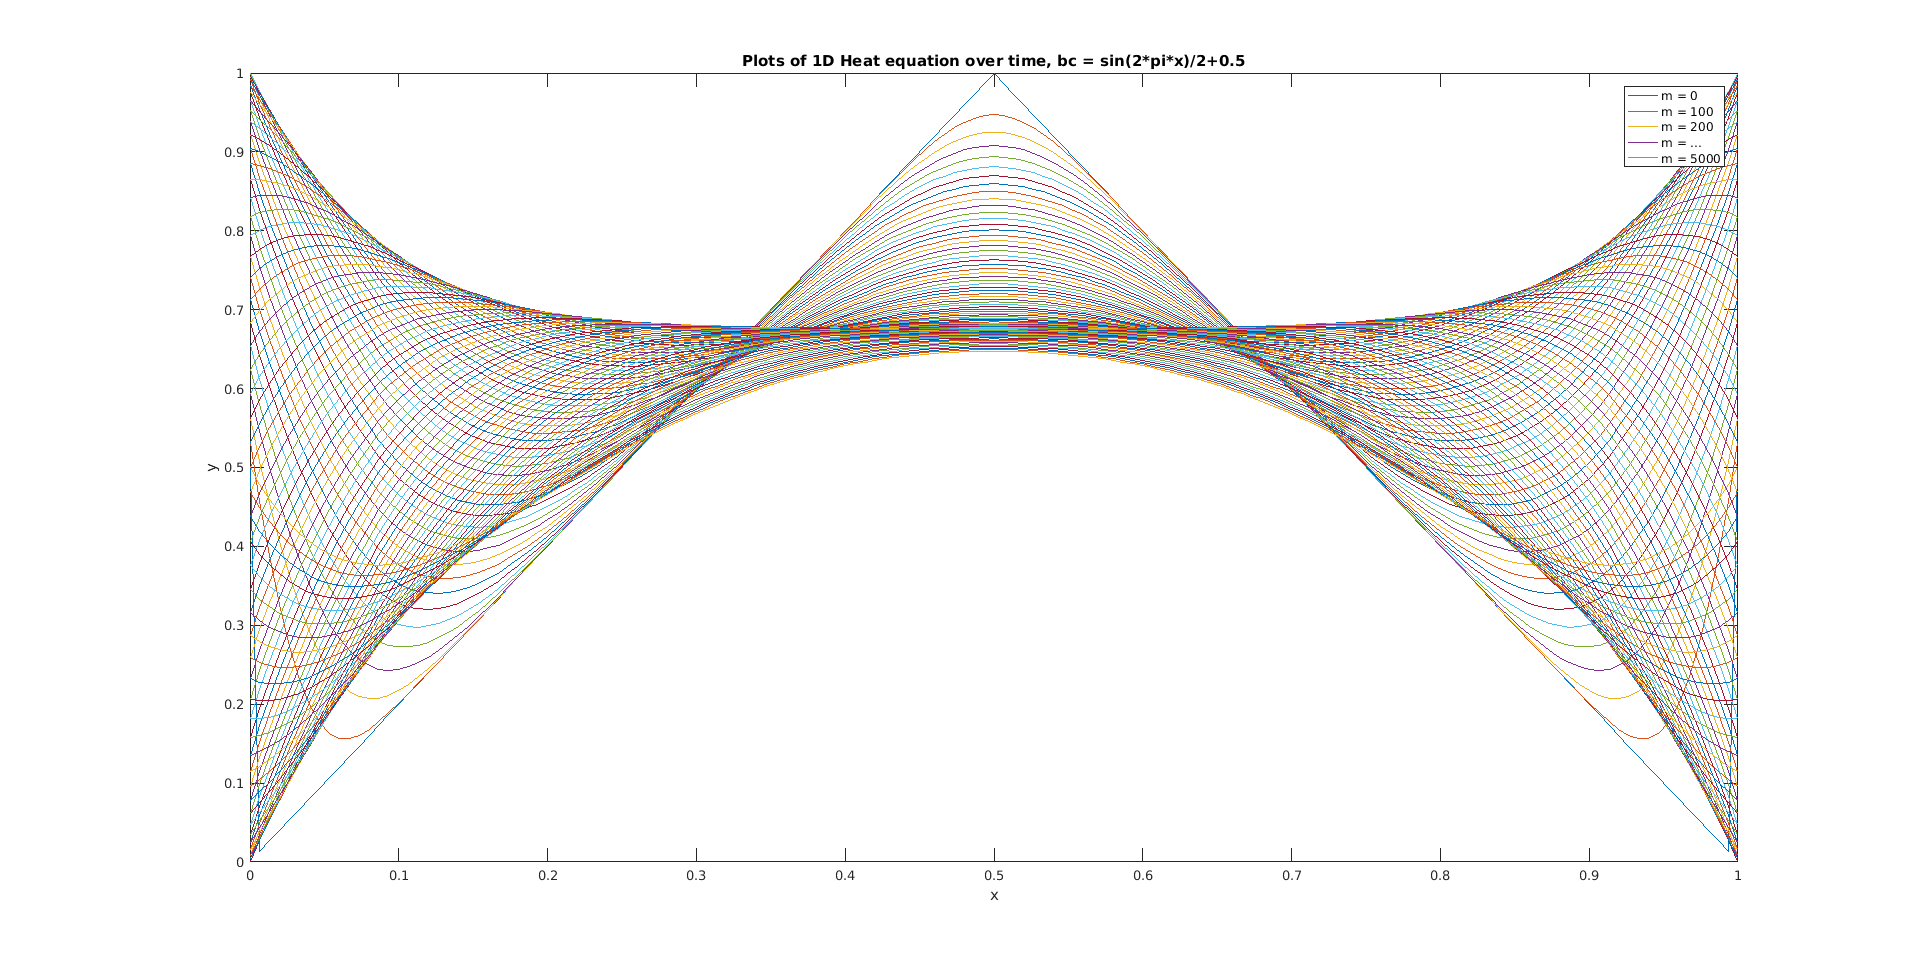 Plots of 1D Heat equation over time, bc = sin(2*pi*x)/2+0.5
m = 0
m = 100
m = 200
m = ...
m = 5000
y
1
0.9
0.8
0.7
0.6
0.5
0.4
0.3
0.2
0.1
0
0 0.1 0.2 0.3 0.4 0.5 0.6 0.7 0.8 0.9 1
x